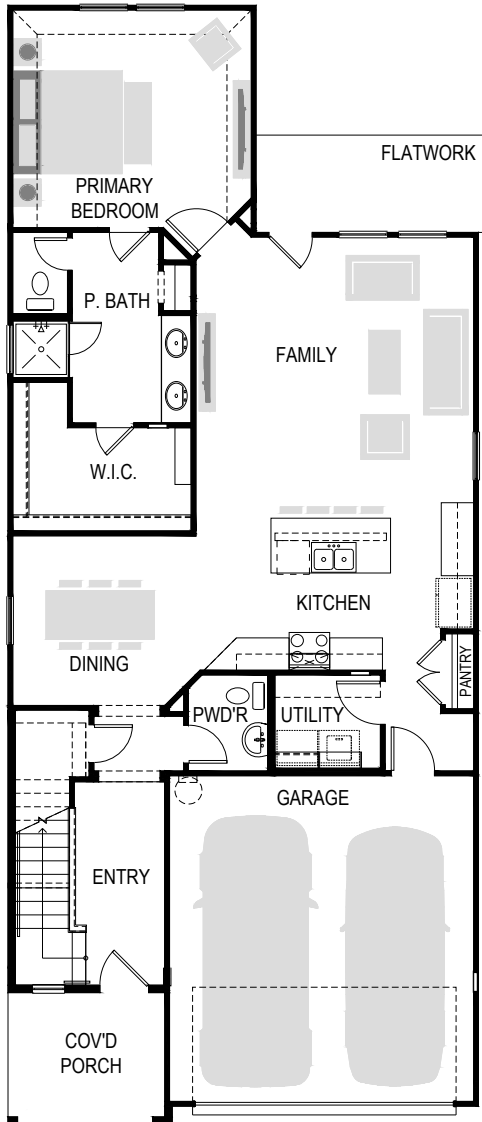 FLATWORK
PRIMARY
BEDROOM
P. BATH
FAMILY
W.I.C.
KITCHEN
DINING
PANTRY
PWD'R
UTILITY
GARAGE
ENTRY
COV'D
PORCH